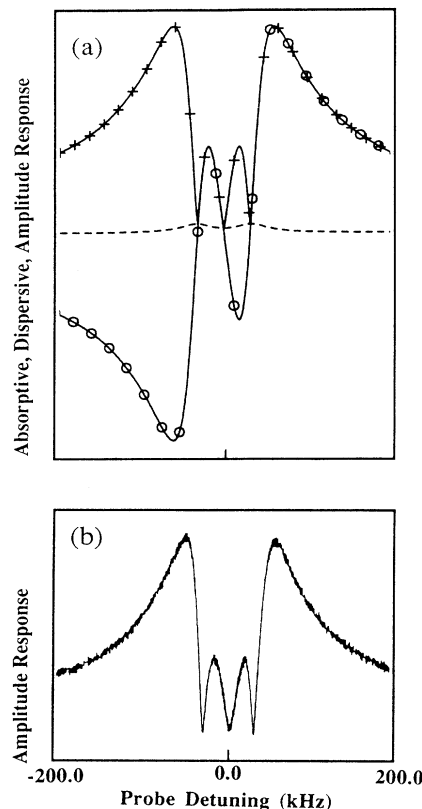 (a)
Absorptive, Dispersive, Amplitude Response
(b)
Amplitude Response
-200.0 0.0 200.0
Probe Detuning (kHz)